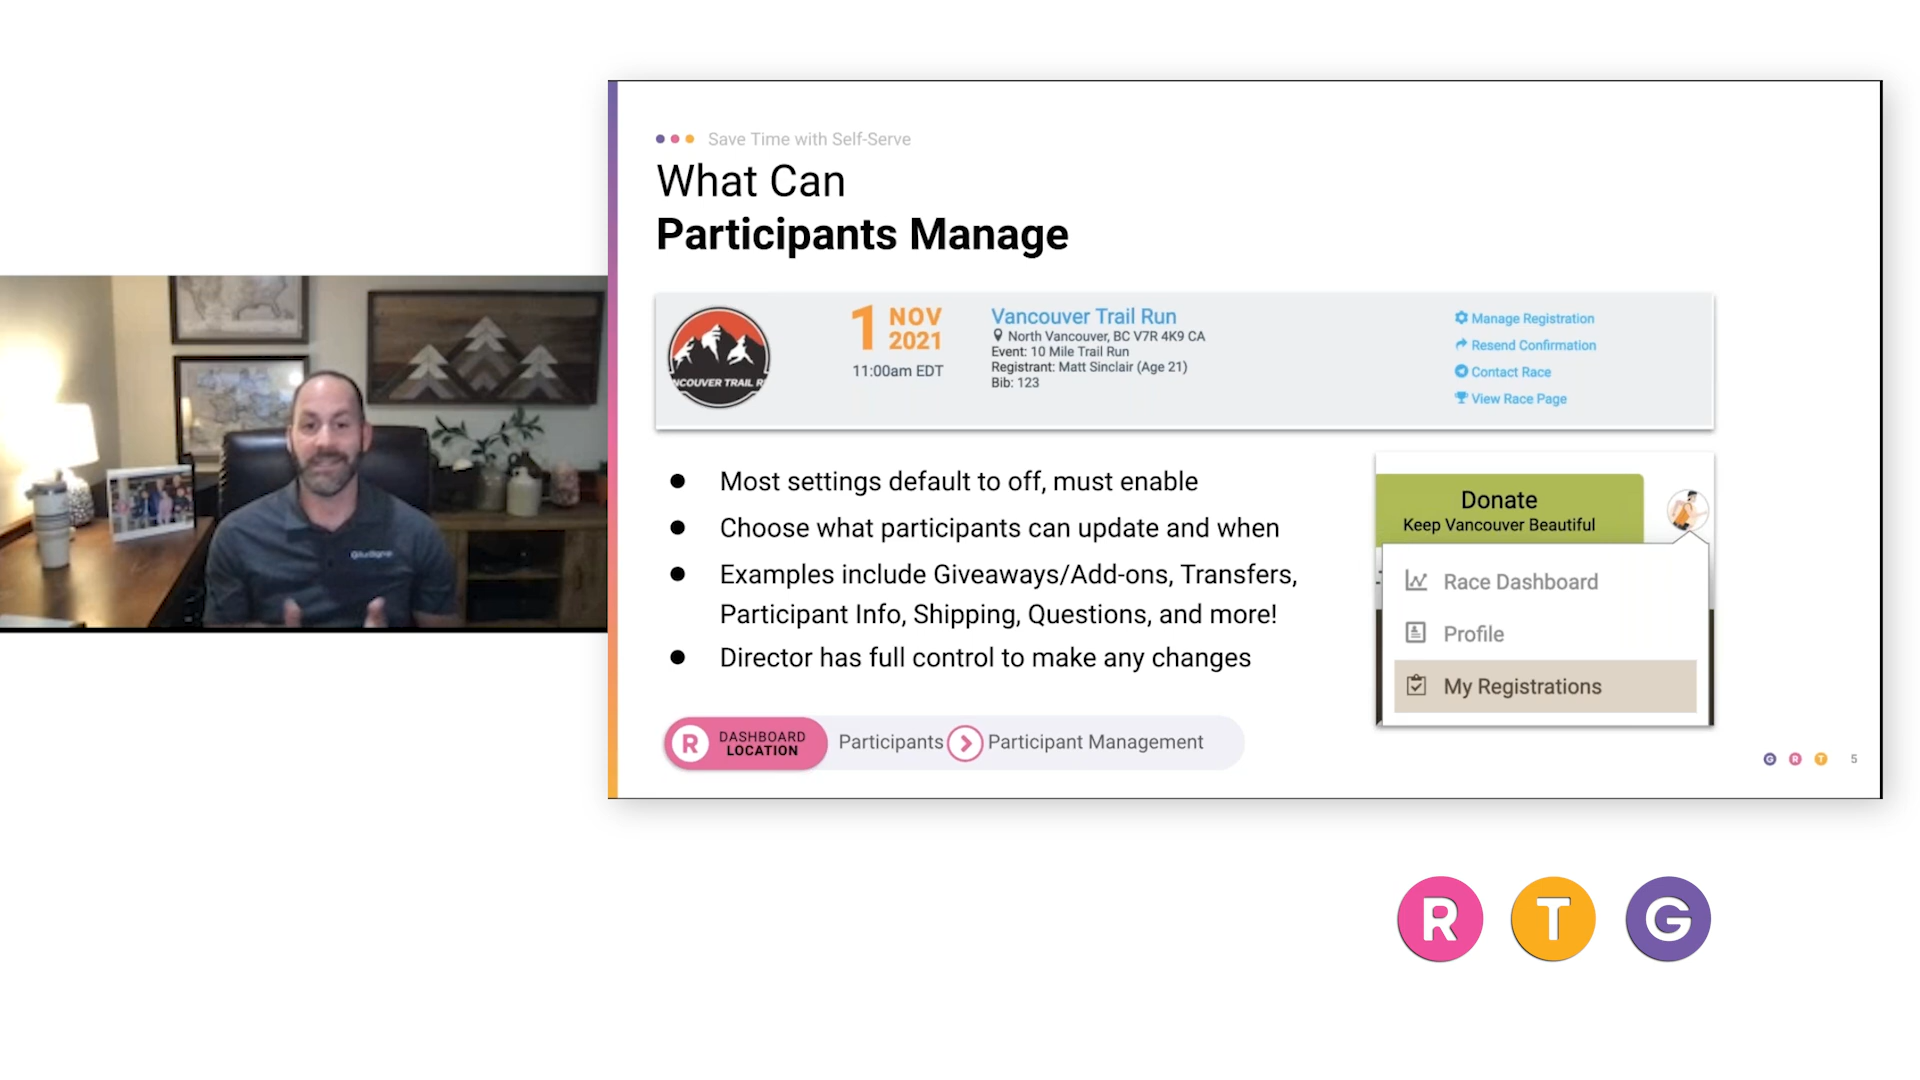 Save Time with Self-Serve
What Can
Participants Manage
NCOUVER TRAIL R
1 NOV
2021
11:00am EDT
Vancouver Trail Run
North Vancouver, BC V7R 4K9 CA
Event: 10 Mile Trail Run
Registrant: Matt Sinclair (Age 21)
Bib: 123
Manage Registration
Resend Confirmation
Contact Race
View Race Page
● Most settings default to off, must enable
● Choose what participants can update and when
● Examples include Giveaways/Add-ons, Transfers,
Participant Info, Shipping, Questions, and more!
● Director has full control to make any changes
Donate
Keep Vancouver Beautiful
Race Dashboard
Profile
My Registrations
R DASHBOARD
LOCATION
Participants Participant Management
G R T 5
R T G